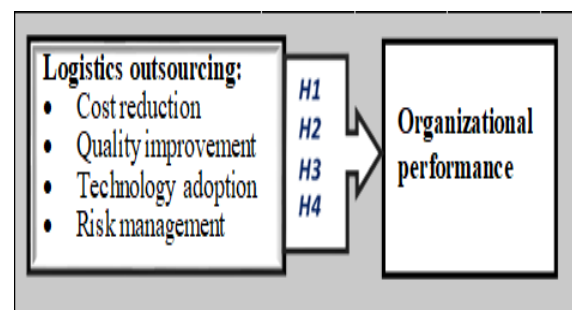 Logistics outsourcing:
• Cost reduction
• Quality improvement
• Technology adoption
• Risk management
H1
H2
H3
H4
Organizational
performance